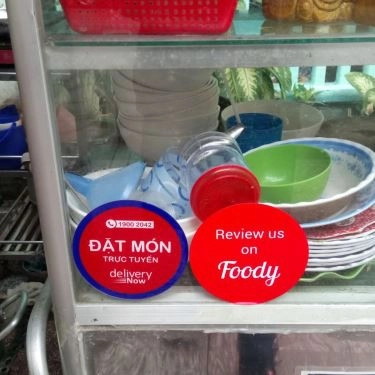 1900 2042
ĐẶT MÓN
TRỰC TUYẾN
delivery
Now
Review us
on
Foody